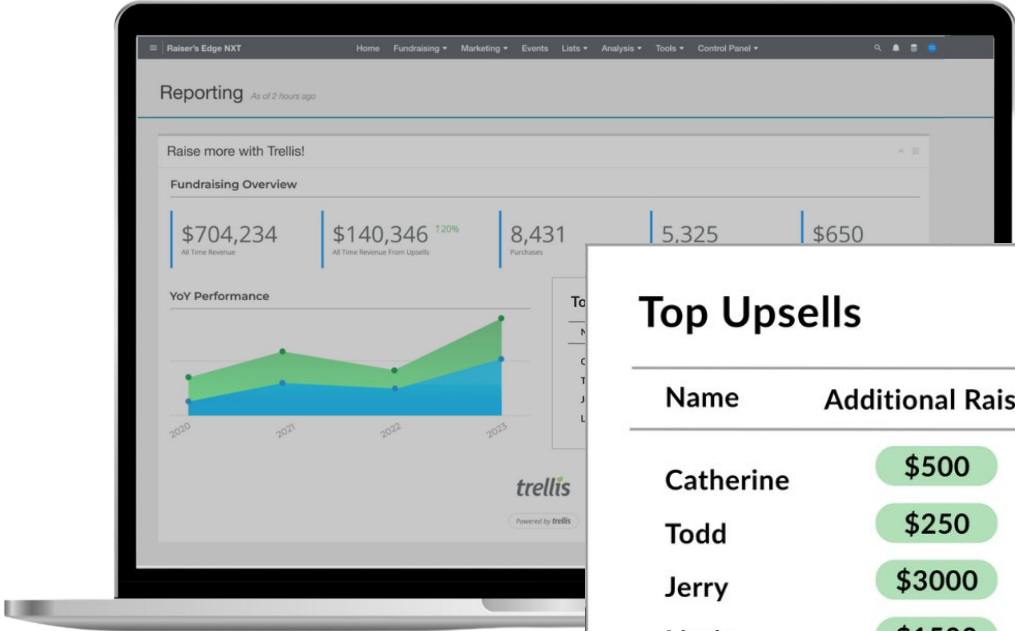 Raiser's Edge NXT Home Fundraising Marketing Events Lists Analysis Tools Control Panel
Reporting As of 2 hours ago
Raise more with Trellis!
Fundraising Overview
$704,234 $140,346 ↑20% 8,431 5,325 $650
All Time Revenue All Time Revenue From Upsells Purchases
YoY Performance
2020 2021 2022 2023
trellis
Powered by trellis
Top Upsells
Name Additional Rais
Catherine $500
Todd $250
Jerry $3000